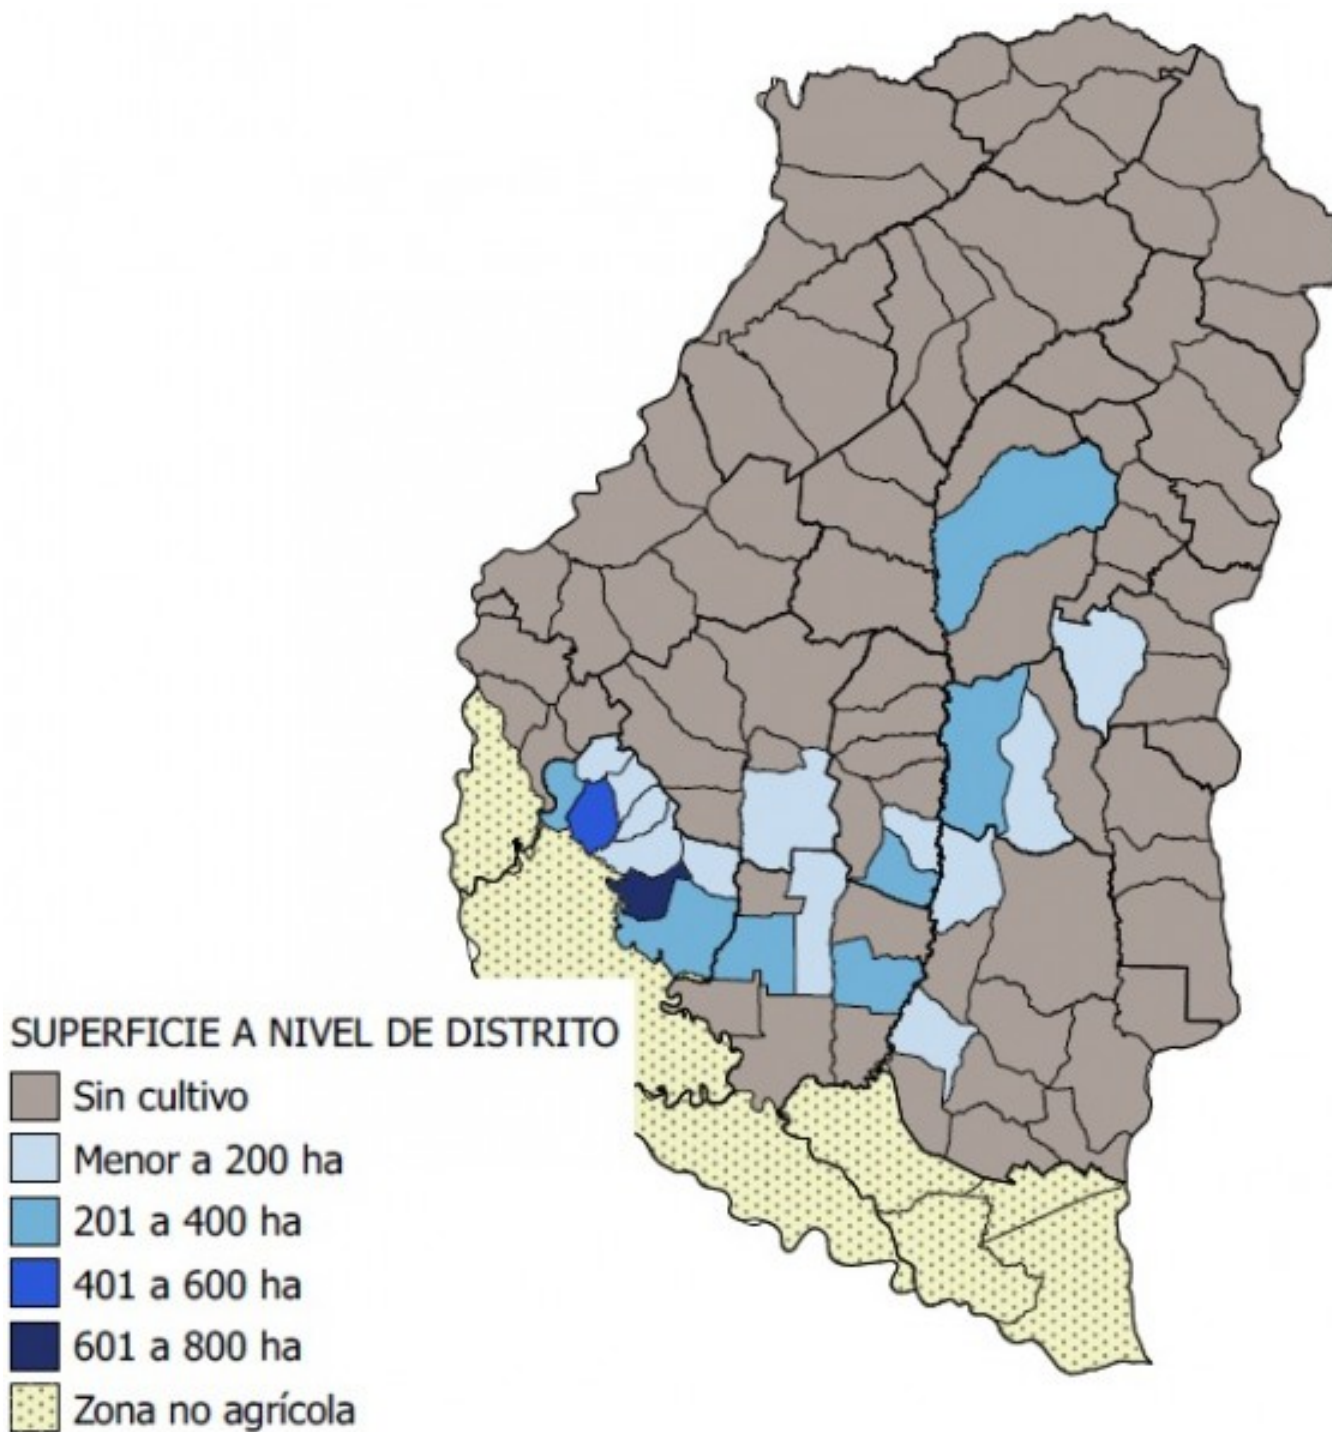 SUPERFICIE A NIVEL DE DISTRITO
Sin cultivo
Menor a 200 ha
201 a 400 ha
401 a 600 ha
601 a 800 ha
Zona no agrícola